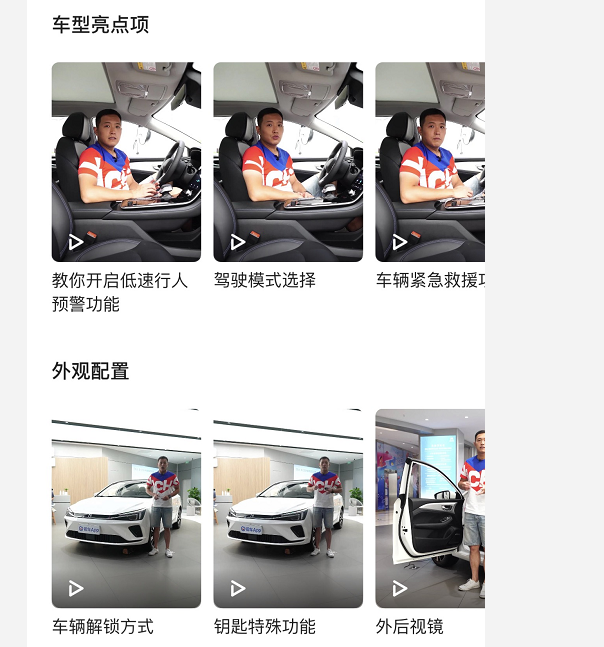 车型亮点项
教你开启低速行人
预警功能
驾驶模式选择
车辆紧急救援
外观配置
车辆解锁方式
钥匙特殊功能
外后视镜